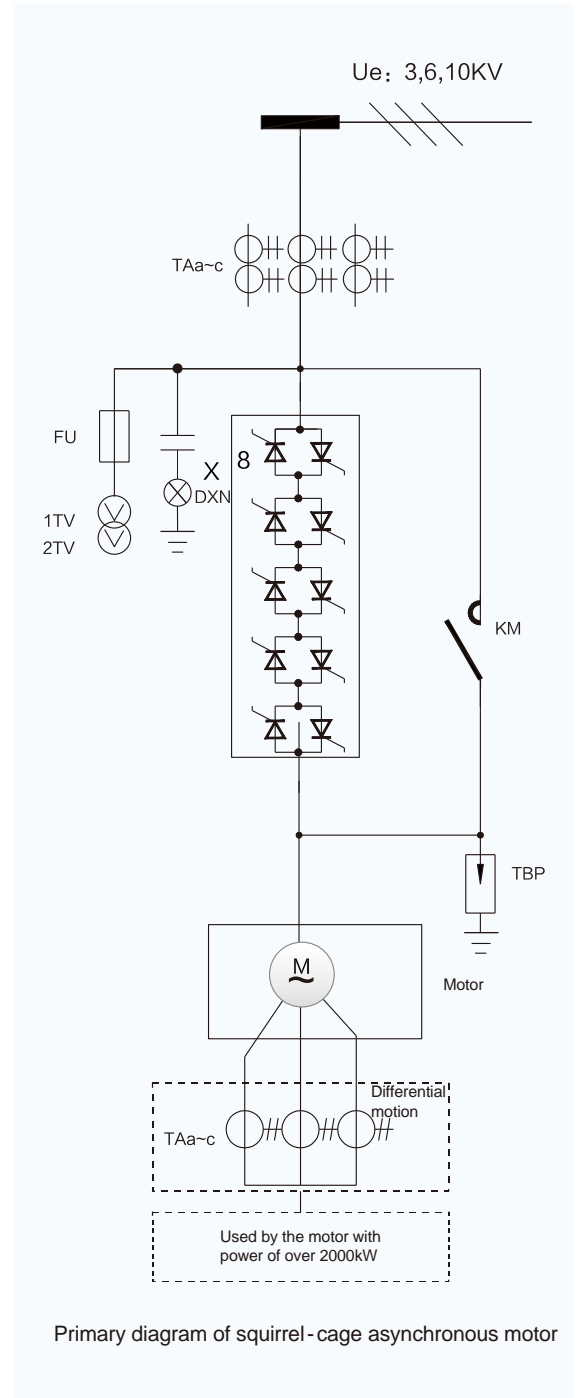 Ue: 3,6,10KV
TAa~c
FU
X 8
DXN
1TV
2TV
KM
TBP
M
~
Motor
Differential
motion
TAa~c
Used by the motor with
power of over 2000kW
Primary diagram of squirrel-cage asynchronous motor